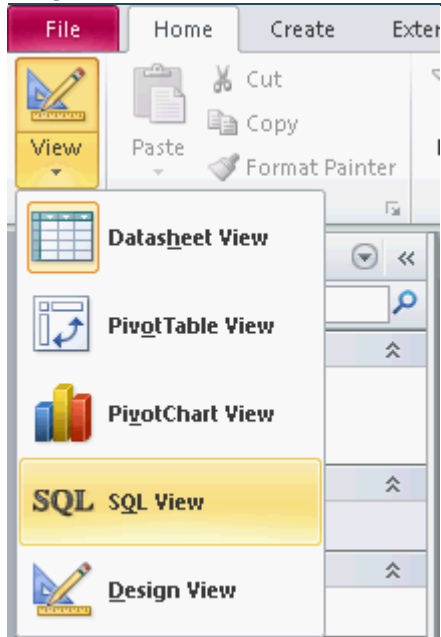 File Home Create Exter
Cut
Copy
View Paste
Format Painter
Datasheet View
PivotTable View
PivotChart View
SQL SQL View
Design View